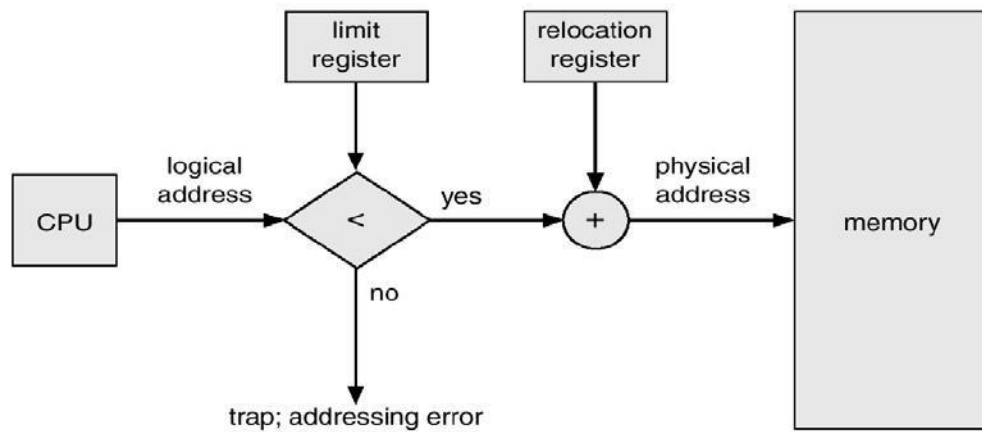 limit
register
relocation
register
logical
address
physical
address
CPU
<
yes
+
memory
no
trap; addressing error